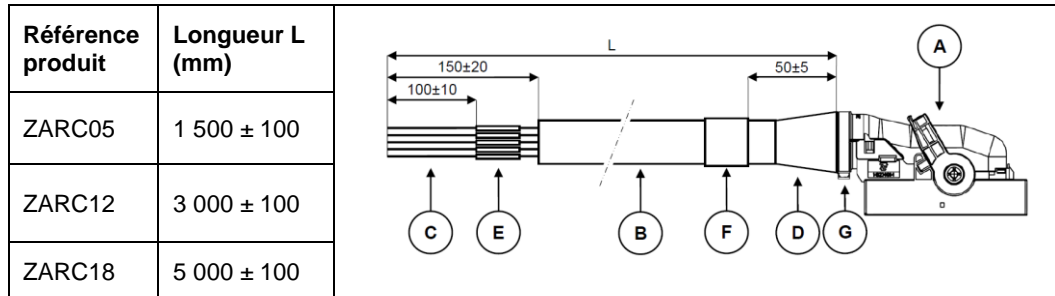 Référence produit
Longueur L (mm)
ZARC05
1 500 ± 100
ZARC12
3 000 ± 100
ZARC18
5 000 ± 100
L
A
150±20
50±5
100±10
C
E
B
F
D
G